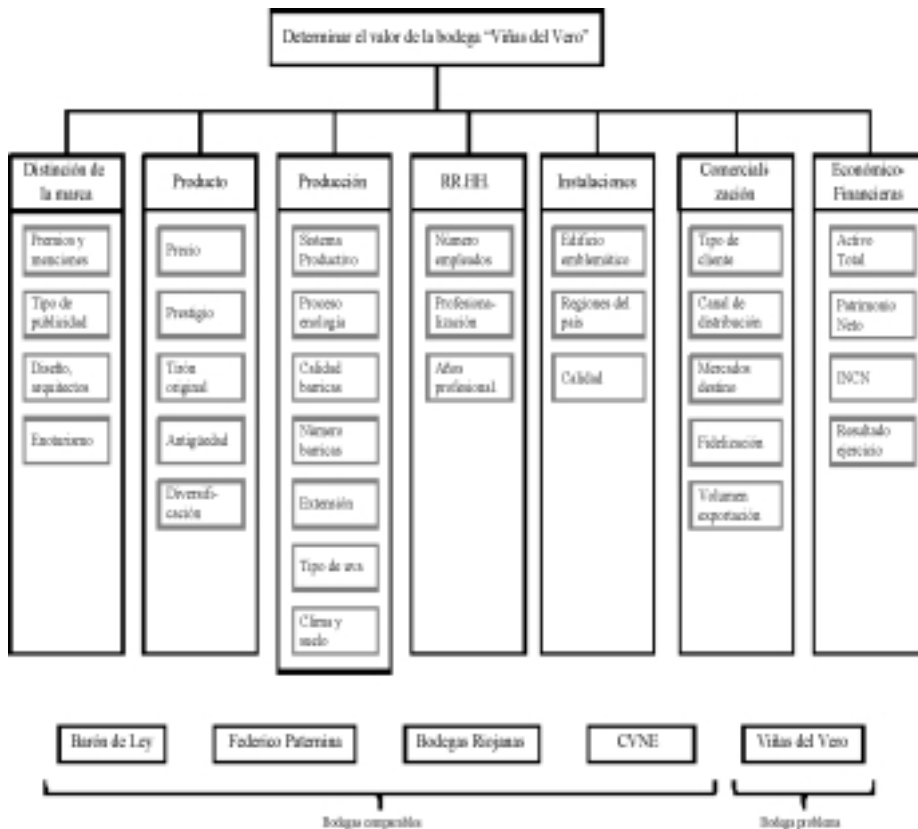 Determinar el valor de la bodega “Viñas del Vero”
Distinción de
la marca
Premios y
menciones
Tipo de
publicidad
Diseño,
arquitectos
Enoturismo
Producto
Precio
Prestigio
Tirón
original
Antigüedad
Diversifi-
cación
Producción
Sistema
Productivo
Proceso
enología
Calidad
barricas
Número
barricas
Extensión
Tipo de uva
Clima y
suelo
RR.HH.
Número
empleados
Profesiona-
lización
Años
profesional.
Instalaciones
Edificio
emblemático
Regiones del
país
Calidad
Comerciali-
zación
Tipo de
cliente
Canal de
distribución
Mercados
destino
Fidelización
Volumen
exportación
Económico-
Financieras
Activo
Total
Patrimonio
Neto
INCN
Resultado
ejercicio
Barón de Ley
Federico Paternina
Bodegas Riojanas
CVNE
Viñas del Vero
Bodegas comparables
Bodega problema